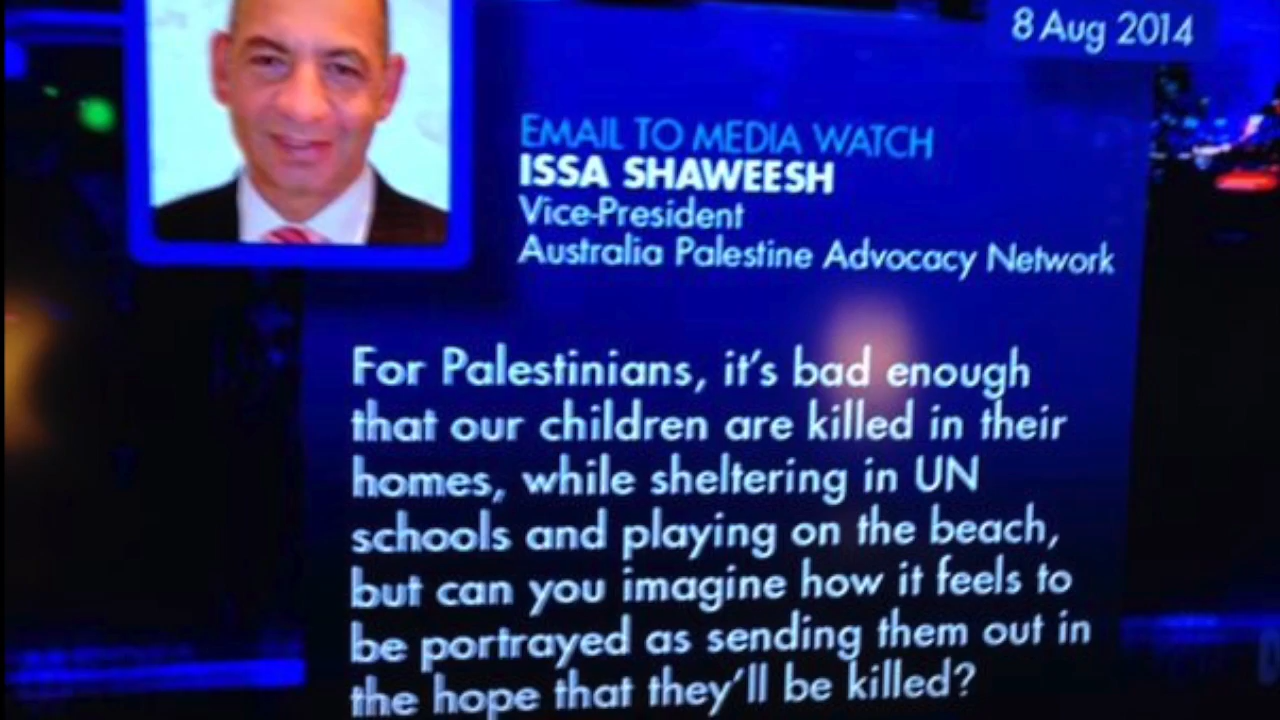 8 Aug 2014
EMAIL TO MEDIA WATCH
ISSA SHAWEESH
Vice-President
Australia Palestine Advocacy Network
For Palestinians, it's bad enough
that our children are killed in their
homes, while sheltering in UN
schools and playing on the beach,
but can you imagine how it feels to
be portrayed as sending them out in
the hope that they'll be killed?